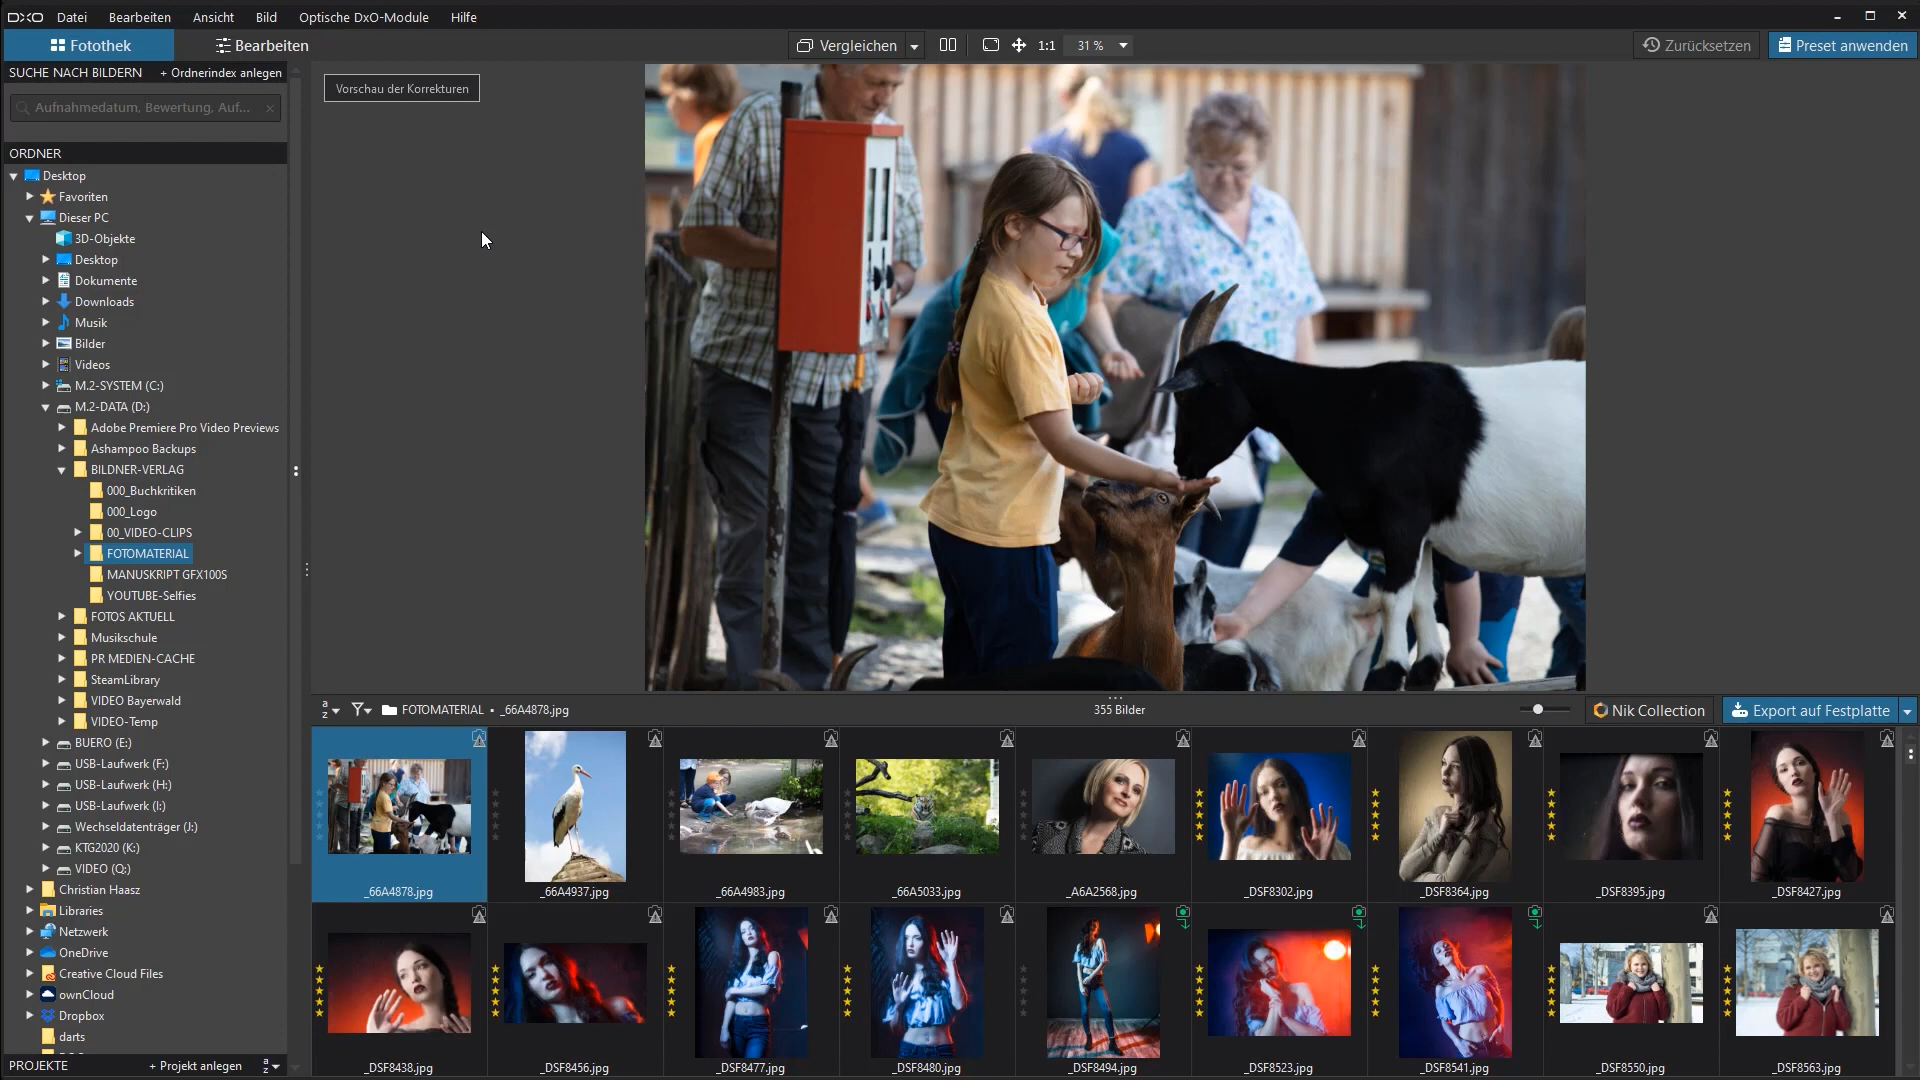 DXO Datei Bearbeiten Ansicht Bild Optische DxO-Module Hilfe
Fotothek Bearbeiten Vergleichen 1:1 31 % Zurücksetzen Preset anwenden
SUCHE NACH BILDERN + Ordnerindex anlegen
Vorschau der Korrekturen
Aufnahmedatum, Bewertung, Auf...
ORDNER
Desktop
Favoriten
Dieser PC
3D-Objekte
Desktop
Dokumente
Downloads
Musik
Bilder
Videos
M.2-SYSTEM (C:)
M.2-DATA (D:)
Adobe Premiere Pro Video Previews
Ashampoo Backups
BILDNER-VERLAG
000_Buchkritiken
000_Logo
00_VIDEO-CLIPS
FOTOMATERIAL
MANUSKRIPT GFX100S
YOUTUBE-Selfies
FOTOS AKTUELL
Musikschule
PR MEDIEN-CACHE
SteamLibrary
VIDEO Bayerwald
VIDEO-Temp
BUERO (E:)
USB-Laufwerk (F:)
USB-Laufwerk (H:)
USB-Laufwerk (I:)
Wechseldatenträger (J:)
KTG2020 (K:)
VIDEO (Q:)
Christian Haasz
Libraries
Netzwerk
OneDrive
Creative Cloud Files
ownCloud
Dropbox
darts
PROJEKTE + Projekt anlegen a z
a z FOTOMATERIAL • _66A4878.jpg 355 Bilder Nik Collection Export auf Festplatte
_66A4878.jpg _66A4937.jpg _66A4983.jpg _66A5033.jpg _A6A2568.jpg _DSF8302.jpg _DSF8364.jpg _DSF8395.jpg _DSF8427.jpg
_DSF8438.jpg _DSF8456.jpg _DSF8477.jpg _DSF8480.jpg _DSF8494.jpg _DSF8523.jpg _DSF8541.jpg _DSF8550.jpg _DSF8563.jpg